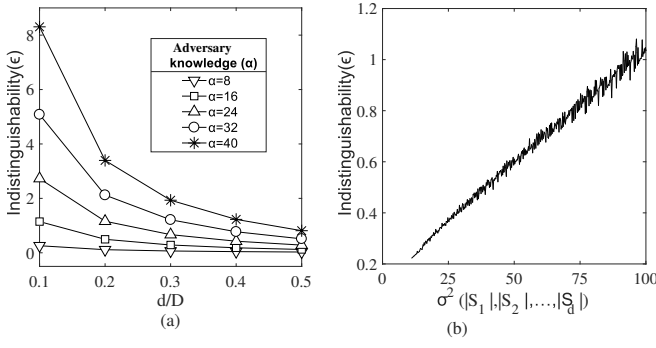 (a)
Indistinguishability(ϵ)
8
6
4
2
0
0.1 0.2 0.3 0.4 0.5
d/D
Adversary
knowledge (α)
α=8
α=16
α=24
α=32
α=40
(a)
Indistinguishability(ϵ)
1.2
1
0.8
0.6
0.4
0.2
0 25 50 75 100
σ² (|S₁|,|S₂|,…,|S_d|)
(b)